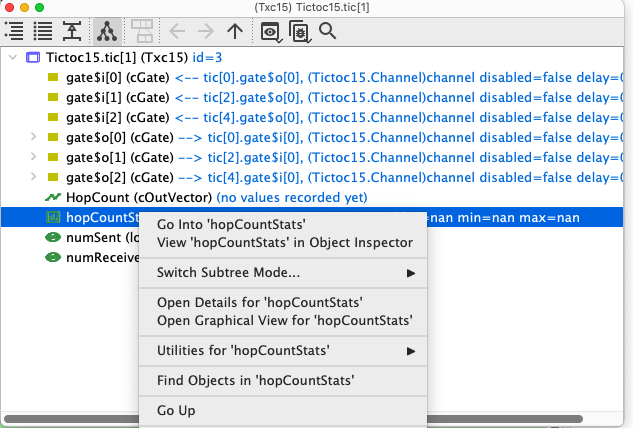 (Txc15) Tictoc15.tic[1]
Tictoc15.tic[1] (Txc15) id=3
gate$i[0] (cGate) <-- tic[0].gate$o[0], (Tictoc15.Channel)channel disabled=false delay=
gate$i[1] (cGate) <-- tic[2].gate$o[0], (Tictoc15.Channel)channel disabled=false delay=
gate$i[2] (cGate) <-- tic[4].gate$o[0], (Tictoc15.Channel)channel disabled=false delay=
gate$o[0] (cGate) --> tic[0].gate$i[0], (Tictoc15.Channel)channel disabled=false delay=
gate$o[1] (cGate) --> tic[2].gate$i[0], (Tictoc15.Channel)channel disabled=false delay=
gate$o[2] (cGate) --> tic[4].gate$i[0], (Tictoc15.Channel)channel disabled=false delay=
HopCount (cOutVector) (no values recorded yet)
hopCountSt =nan min=nan max=nan
numSent (lo
numReceive
Go Into 'hopCountStats'
View 'hopCountStats' in Object Inspector
Switch Subtree Mode...
Open Details for 'hopCountStats'
Open Graphical View for 'hopCountStats'
Utilities for 'hopCountStats'
Find Objects in 'hopCountStats'
Go Up